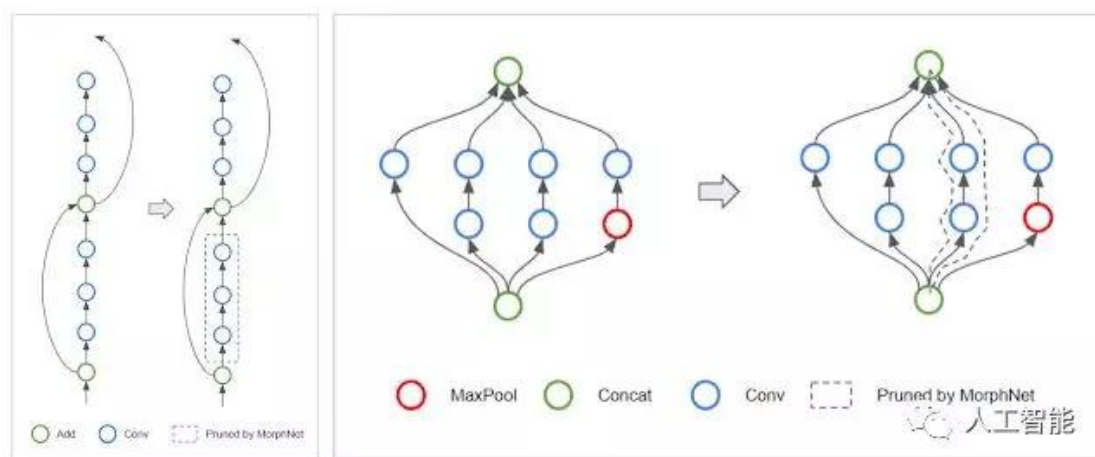 Add Conv Pruned by MorphNet
MaxPool Concat Conv Pruned by MorphNet
人工智能